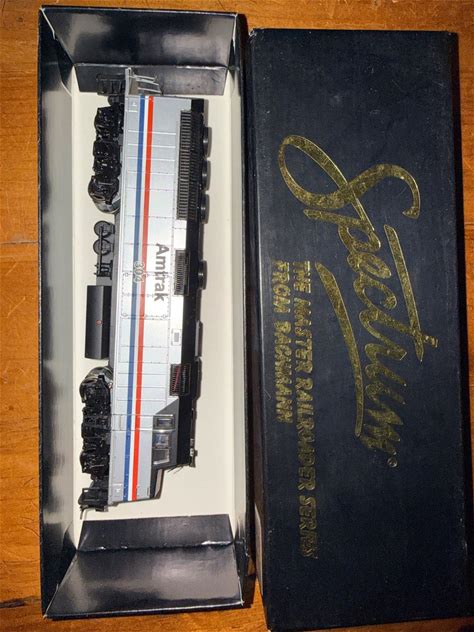 Spectrum®
THE MASTER RAILROADER SERIES
FROM BACHMANN
Amtrak